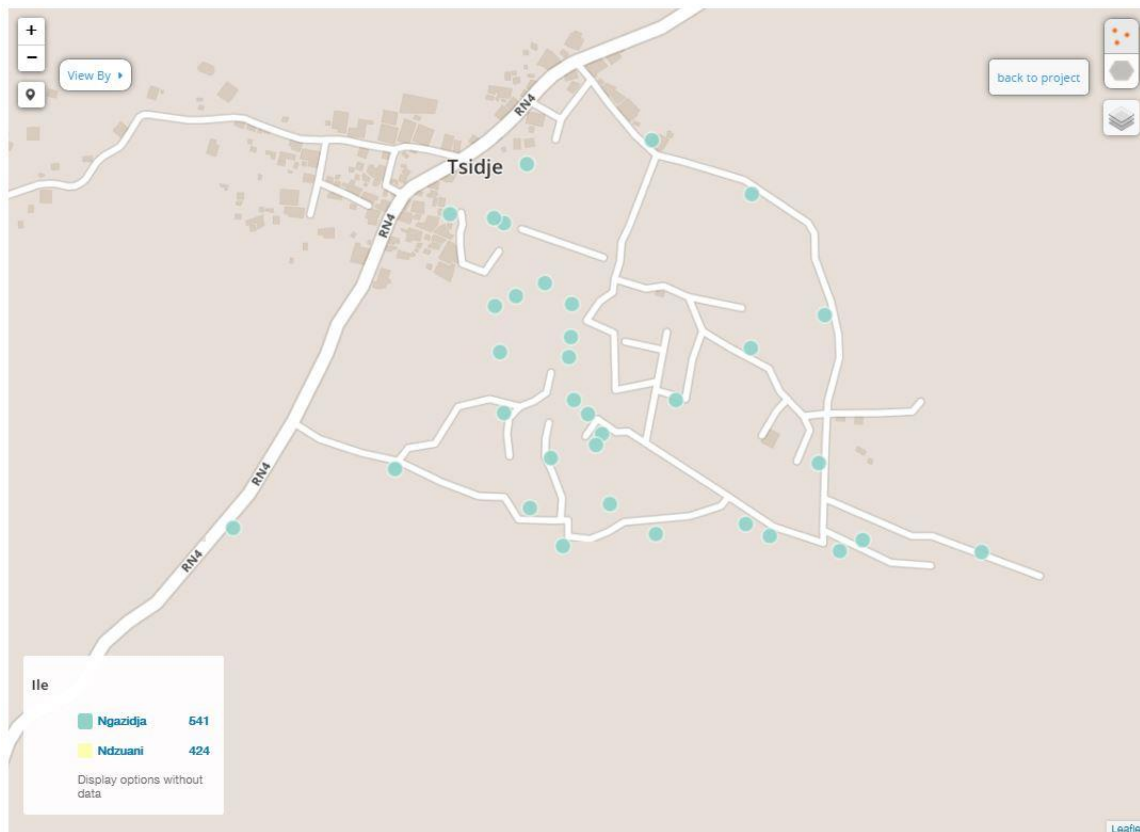 +
−
View By
back to project
RN4
Tsidje
RN4
RN4
RN4
Ile
Ngazidja 541
Ndzuani 424
Display options without
data
Leafle